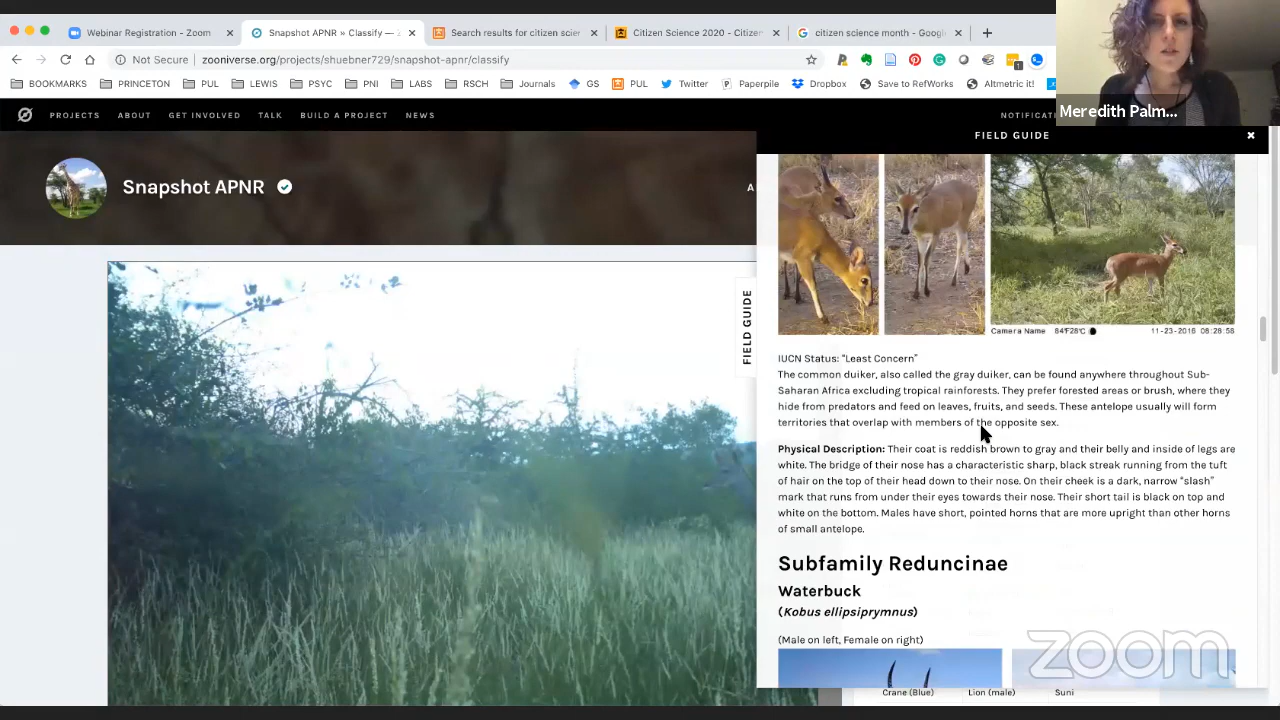 Webinar Registration - Zoom
Snapshot APNR » Classify —
Search results for citizen scier
Citizen Science 2020 - Citizen
citizen science month - Google
Not Secure
zooniverse.org/projects/shuebner729/snapshot-apnr/classify
BOOKMARKS
PRINCETON
PUL
LEWIS
PSYC
PNI
LABS
RSCH
Journals
GS
PUL
Twitter
Paperpile
Dropbox
Save to RefWorks
Altmetric it!
Meredith Palm...
PROJECTS
ABOUT
GET INVOLVED
TALK
BUILD A PROJECT
NEWS
NOTIFICAT
FIELD GUIDE
Snapshot APNR
A
FIELD GUIDE
Camera Name 84°F28°C 11-23-2016 08:28:58
IUCN Status: "Least Concern"
The common duiker, also called the gray duiker, can be found anywhere throughout Sub-
Saharan Africa excluding tropical rainforests. They prefer forested areas or brush, where they
hide from predators and feed on leaves, fruits, and seeds. These antelope usually will form
territories that overlap with members of the opposite sex.
Physical Description: Their coat is reddish brown to gray and their belly and inside of legs are
white. The bridge of their nose has a characteristic sharp, black streak running from the tuft
of hair on the top of their head down to their nose. On their cheek is a dark, narrow "slash"
mark that runs from under their eyes towards their nose. Their short tail is black on top and
white on the bottom. Males have short, pointed horns that are more upright than other horns
of small antelope.
Subfamily Reduncinae
Waterbuck
(Kobus ellipsiprymnus)
(Male on left, Female on right)
zoom
Crane (Blue)
Lion (male)
Suni